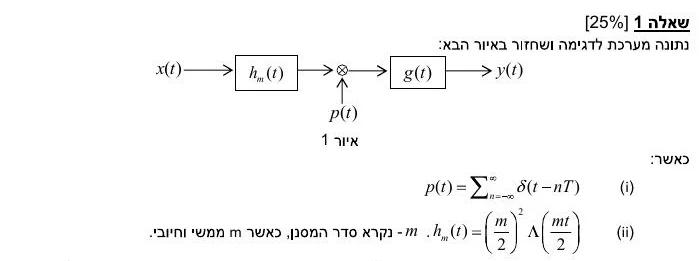 שאלה 1 [25%]
נתונה מערכת לדגימה ושחזור באיור הבא:
x(t) h_m(t) ⊗ g(t) y(t)
p(t)
איור 1
כאשר:
(i) p(t) = ∑_{n=-∞}^{∞} δ(t − nT)
(ii) h_m(t) = (m/2)^2 Λ(mt/2). m - נקרא סדר המסנן, כאשר m ממשי וחיובי.